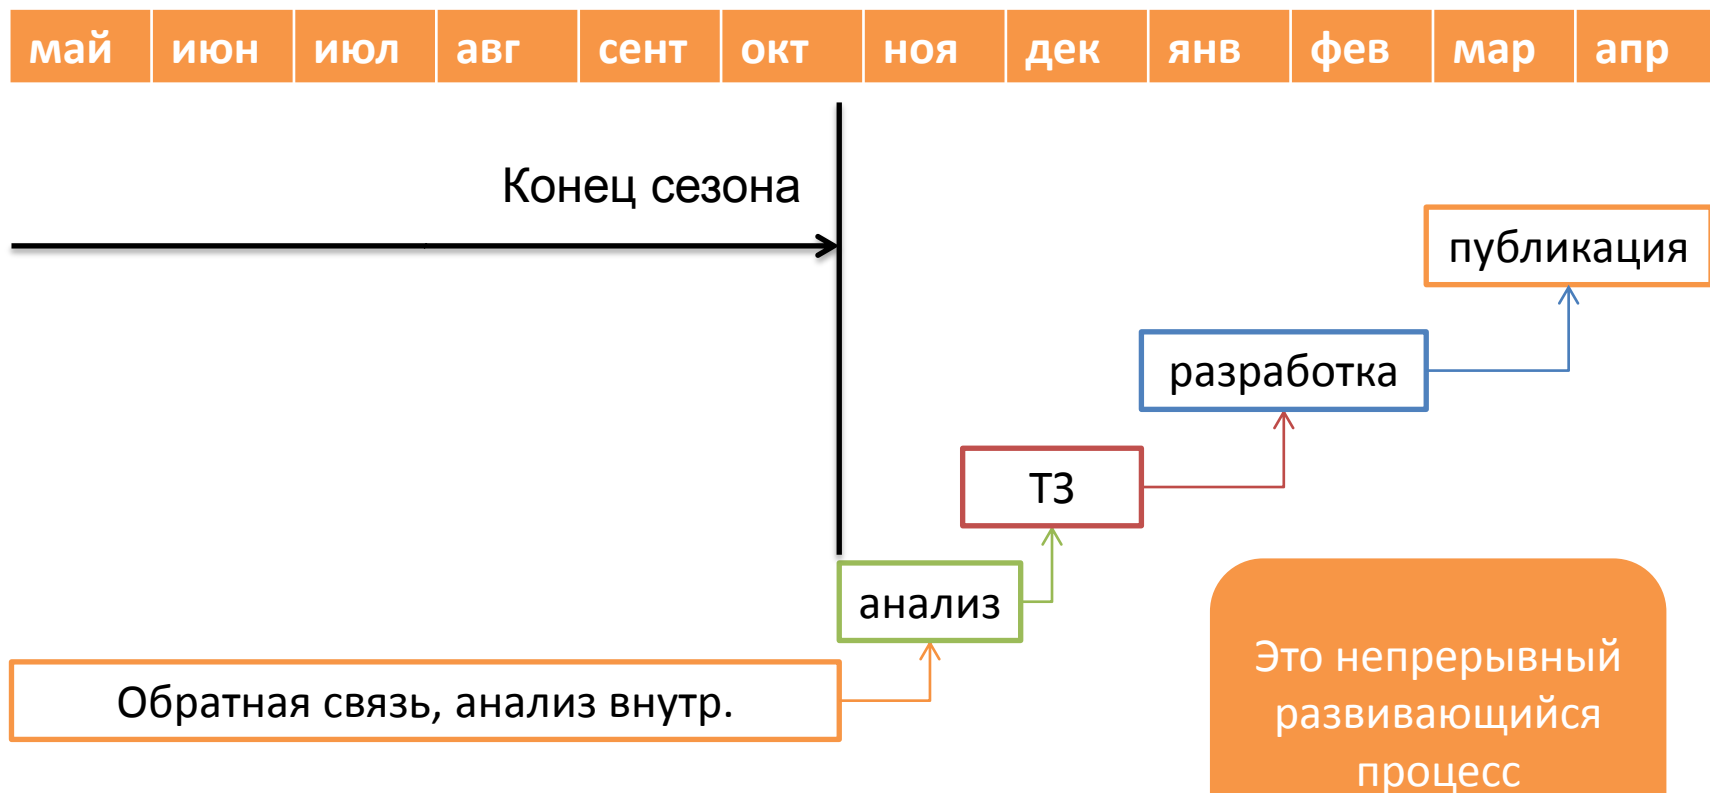 май июн июл авг сент окт ноя дек янв фев мар апр
Конец сезона
публикация
разработка
ТЗ
анализ
Обратная связь, анализ внутр.
Это непрерывный
развивающийся
процесс